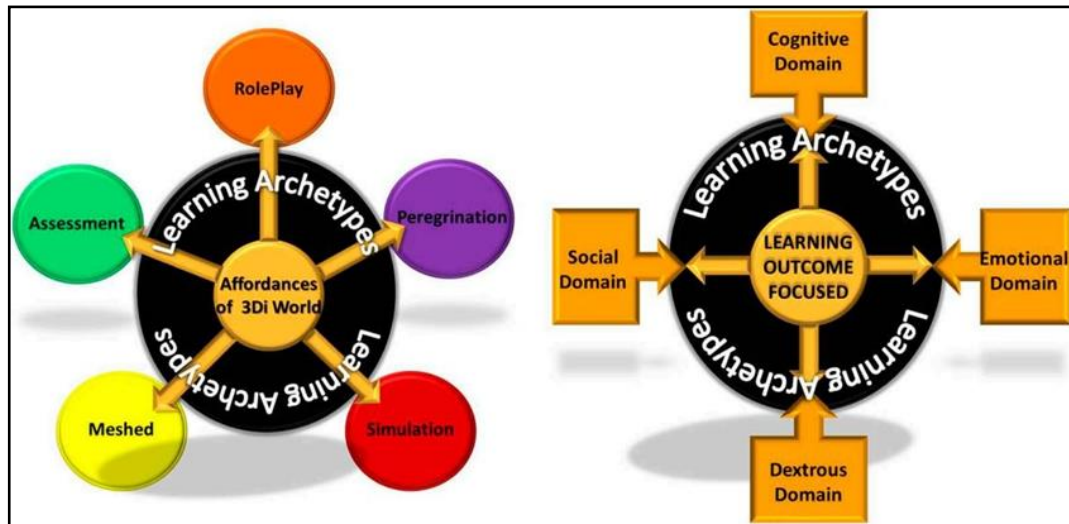 RolePlay
Assessment
Peregrination
Learning Archetypes
Affordances
of 3Di World
Learning Archetypes
Meshed
Simulation
Cognitive
Domain
Learning Archetypes
Social
Domain
LEARNING
OUTCOME
FOCUSED
Emotional
Domain
Learning Archetypes
Dextrous
Domain